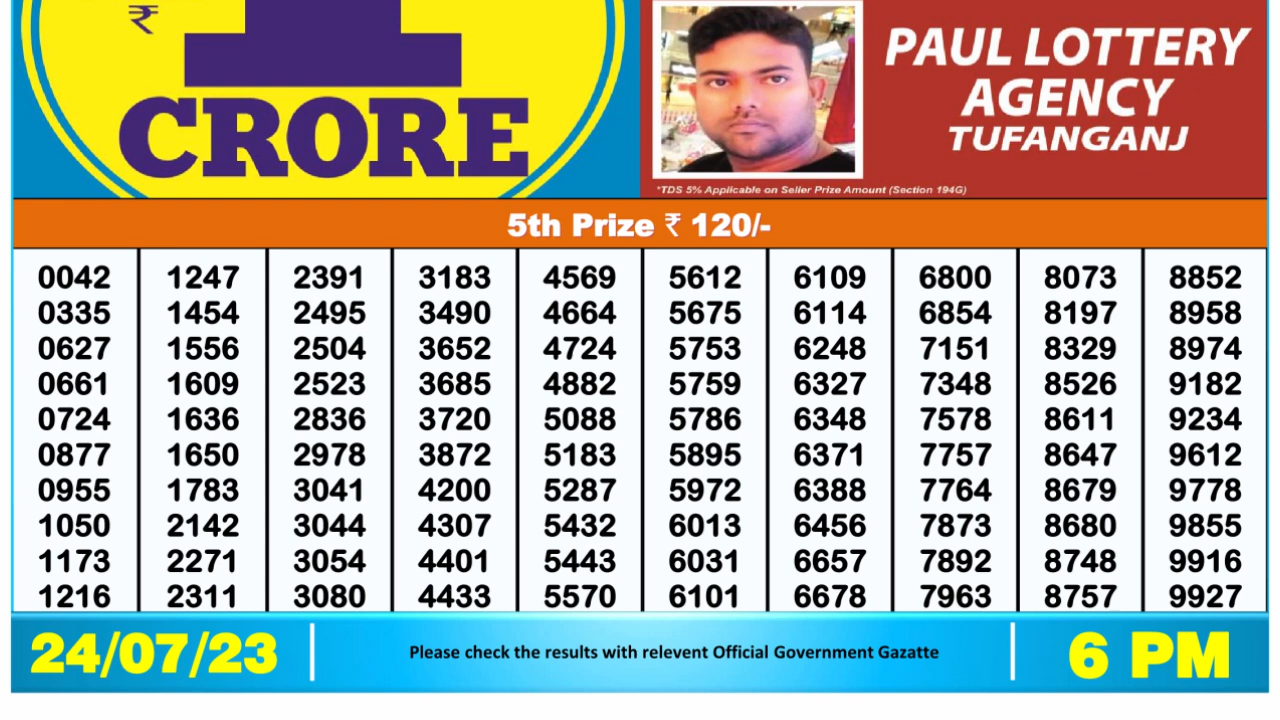 ₹
1
CRORE
PAUL LOTTERY
AGENCY
TUFANGANJ
*TDS 5% Applicable on Seller Prize Amount (Section 194G)
5th Prize ₹ 120/-
0042 1247 2391 3183 4569 5612 6109 6800 8073 8852
0335 1454 2495 3490 4664 5675 6114 6854 8197 8958
0627 1556 2504 3652 4724 5753 6248 7151 8329 8974
0661 1609 2523 3685 4882 5759 6327 7348 8526 9182
0724 1636 2836 3720 5088 5786 6348 7578 8611 9234
0877 1650 2978 3872 5183 5895 6371 7757 8647 9612
0955 1783 3041 4200 5287 5972 6388 7764 8679 9778
1050 2142 3044 4307 5432 6013 6456 7873 8680 9855
1173 2271 3054 4401 5443 6031 6657 7892 8748 9916
1216 2311 3080 4433 5570 6101 6678 7963 8757 9927
24/07/23 Please check the results with relevent Official Government Gazatte 6 PM